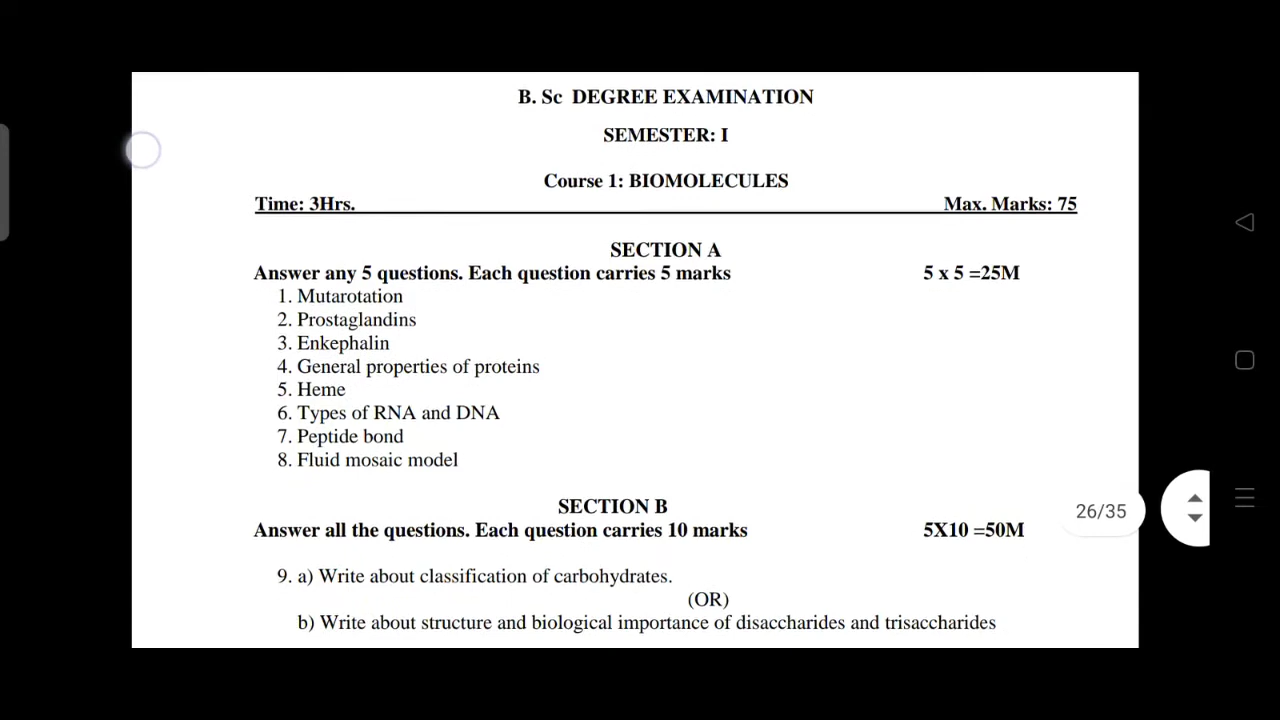 B. Sc DEGREE EXAMINATION
SEMESTER: I
Course 1: BIOMOLECULES
Time: 3Hrs. Max. Marks: 75
SECTION A
Answer any 5 questions. Each question carries 5 marks 5 x 5 =25M
1. Mutarotation
2. Prostaglandins
3. Enkephalin
4. General properties of proteins
5. Heme
6. Types of RNA and DNA
7. Peptide bond
8. Fluid mosaic model
SECTION B
Answer all the questions. Each question carries 10 marks 5X10 =50M
26/35
9. a) Write about classification of carbohydrates.
(OR)
b) Write about structure and biological importance of disaccharides and trisaccharides